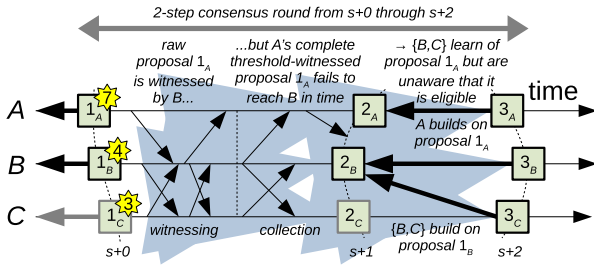 2-step consensus round from s+0 through s+2
raw
proposal 1A
is witnessed
by B...
...but A's complete
threshold-witnessed
proposal 1A fails to
reach B in time
→ {B,C} learn of
proposal 1A but are
unaware that it
is eligible
time
A
1A
7
2A
3A
A builds on
proposal 1A
B
1B
4
2B
3B
C
1C
3
2C
3C
witnessing
collection
{B,C} build on
proposal 1B
s+0
s+1
s+2